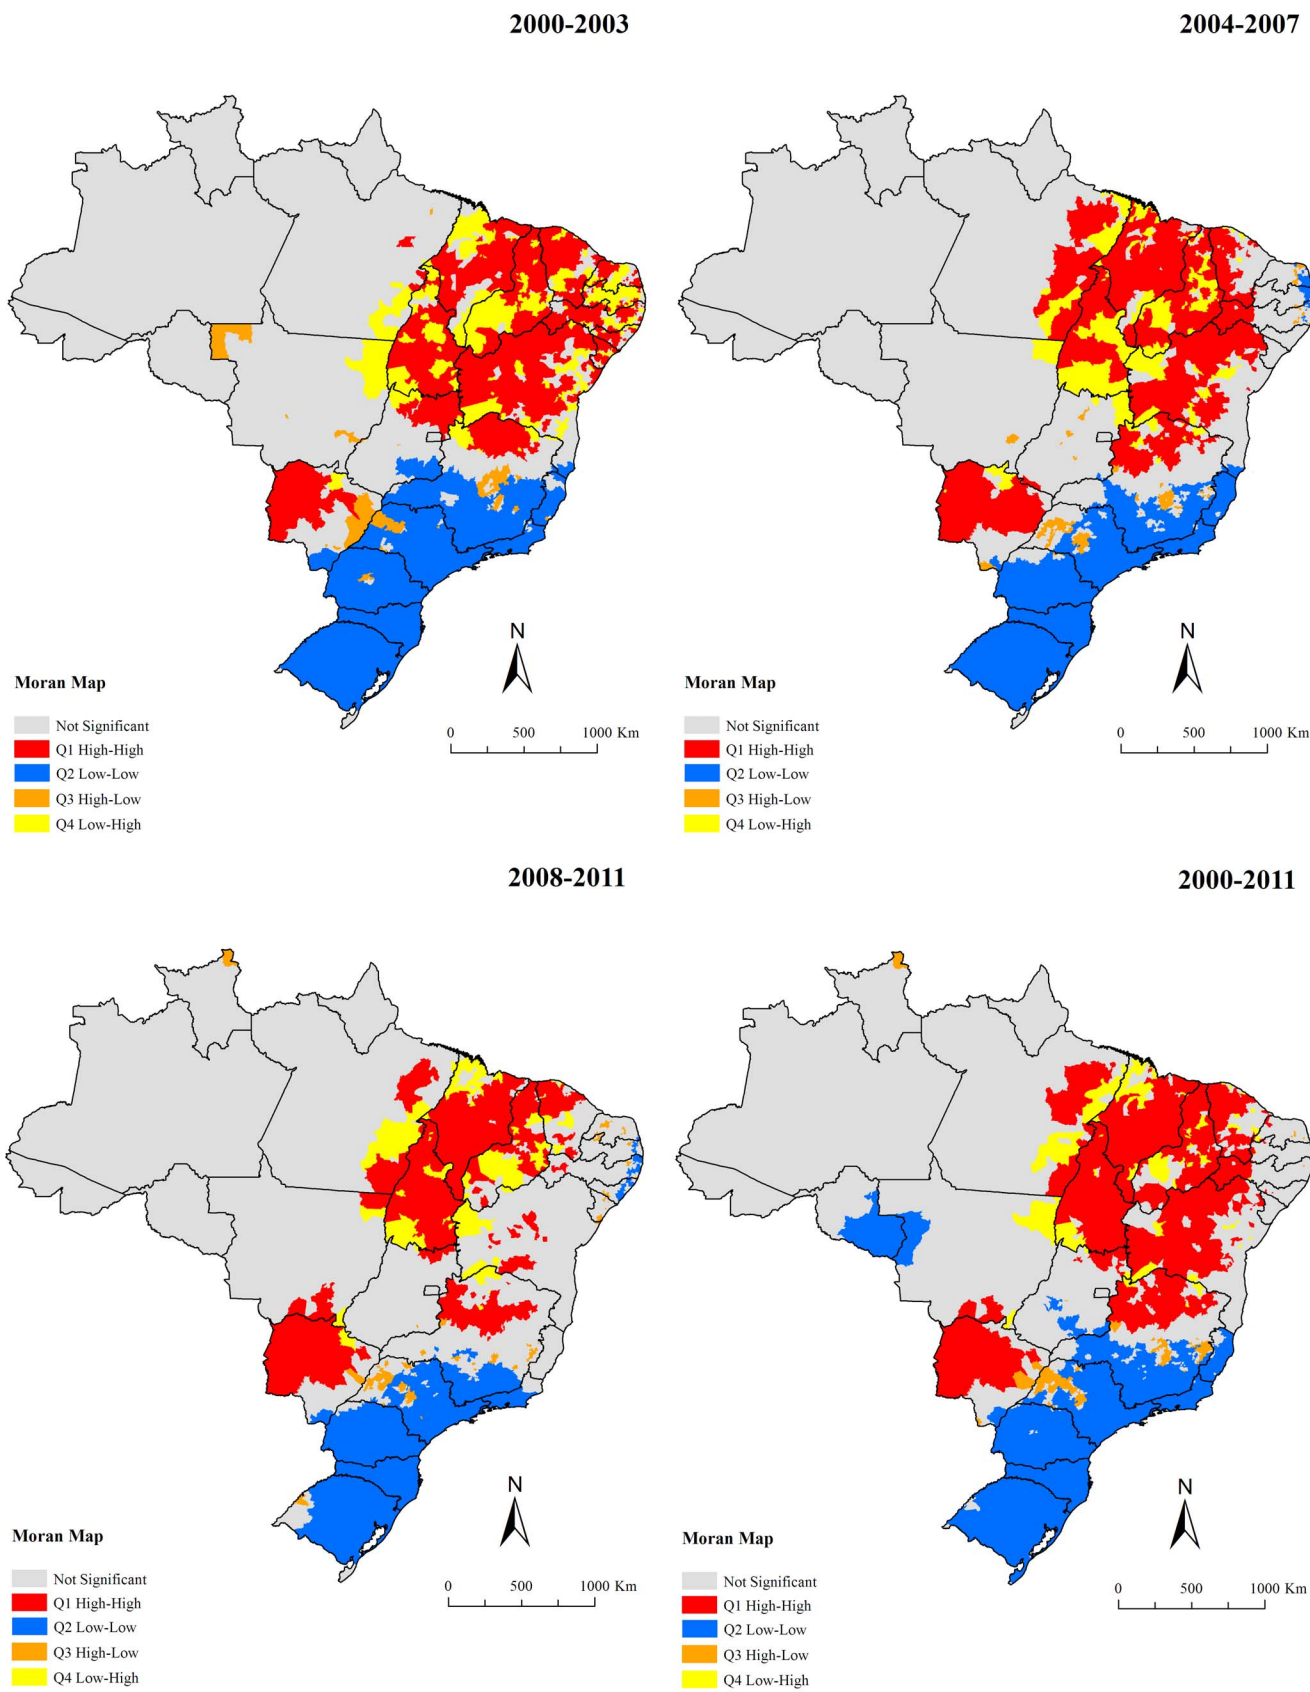 2000-2003
2004-2007
N
N
Moran Map
Not Significant
Q1 High-High
Q2 Low-Low
Q3 High-Low
Q4 Low-High
0 500 1000 Km
Moran Map
Not Significant
Q1 High-High
Q2 Low-Low
Q3 High-Low
Q4 Low-High
0 500 1000 Km
2008-2011
2000-2011
N
N
Moran Map
Not Significant
Q1 High-High
Q2 Low-Low
Q3 High-Low
Q4 Low-High
0 500 1000 Km
Moran Map
Not Significant
Q1 High-High
Q2 Low-Low
Q3 High-Low
Q4 Low-High
0 500 1000 Km